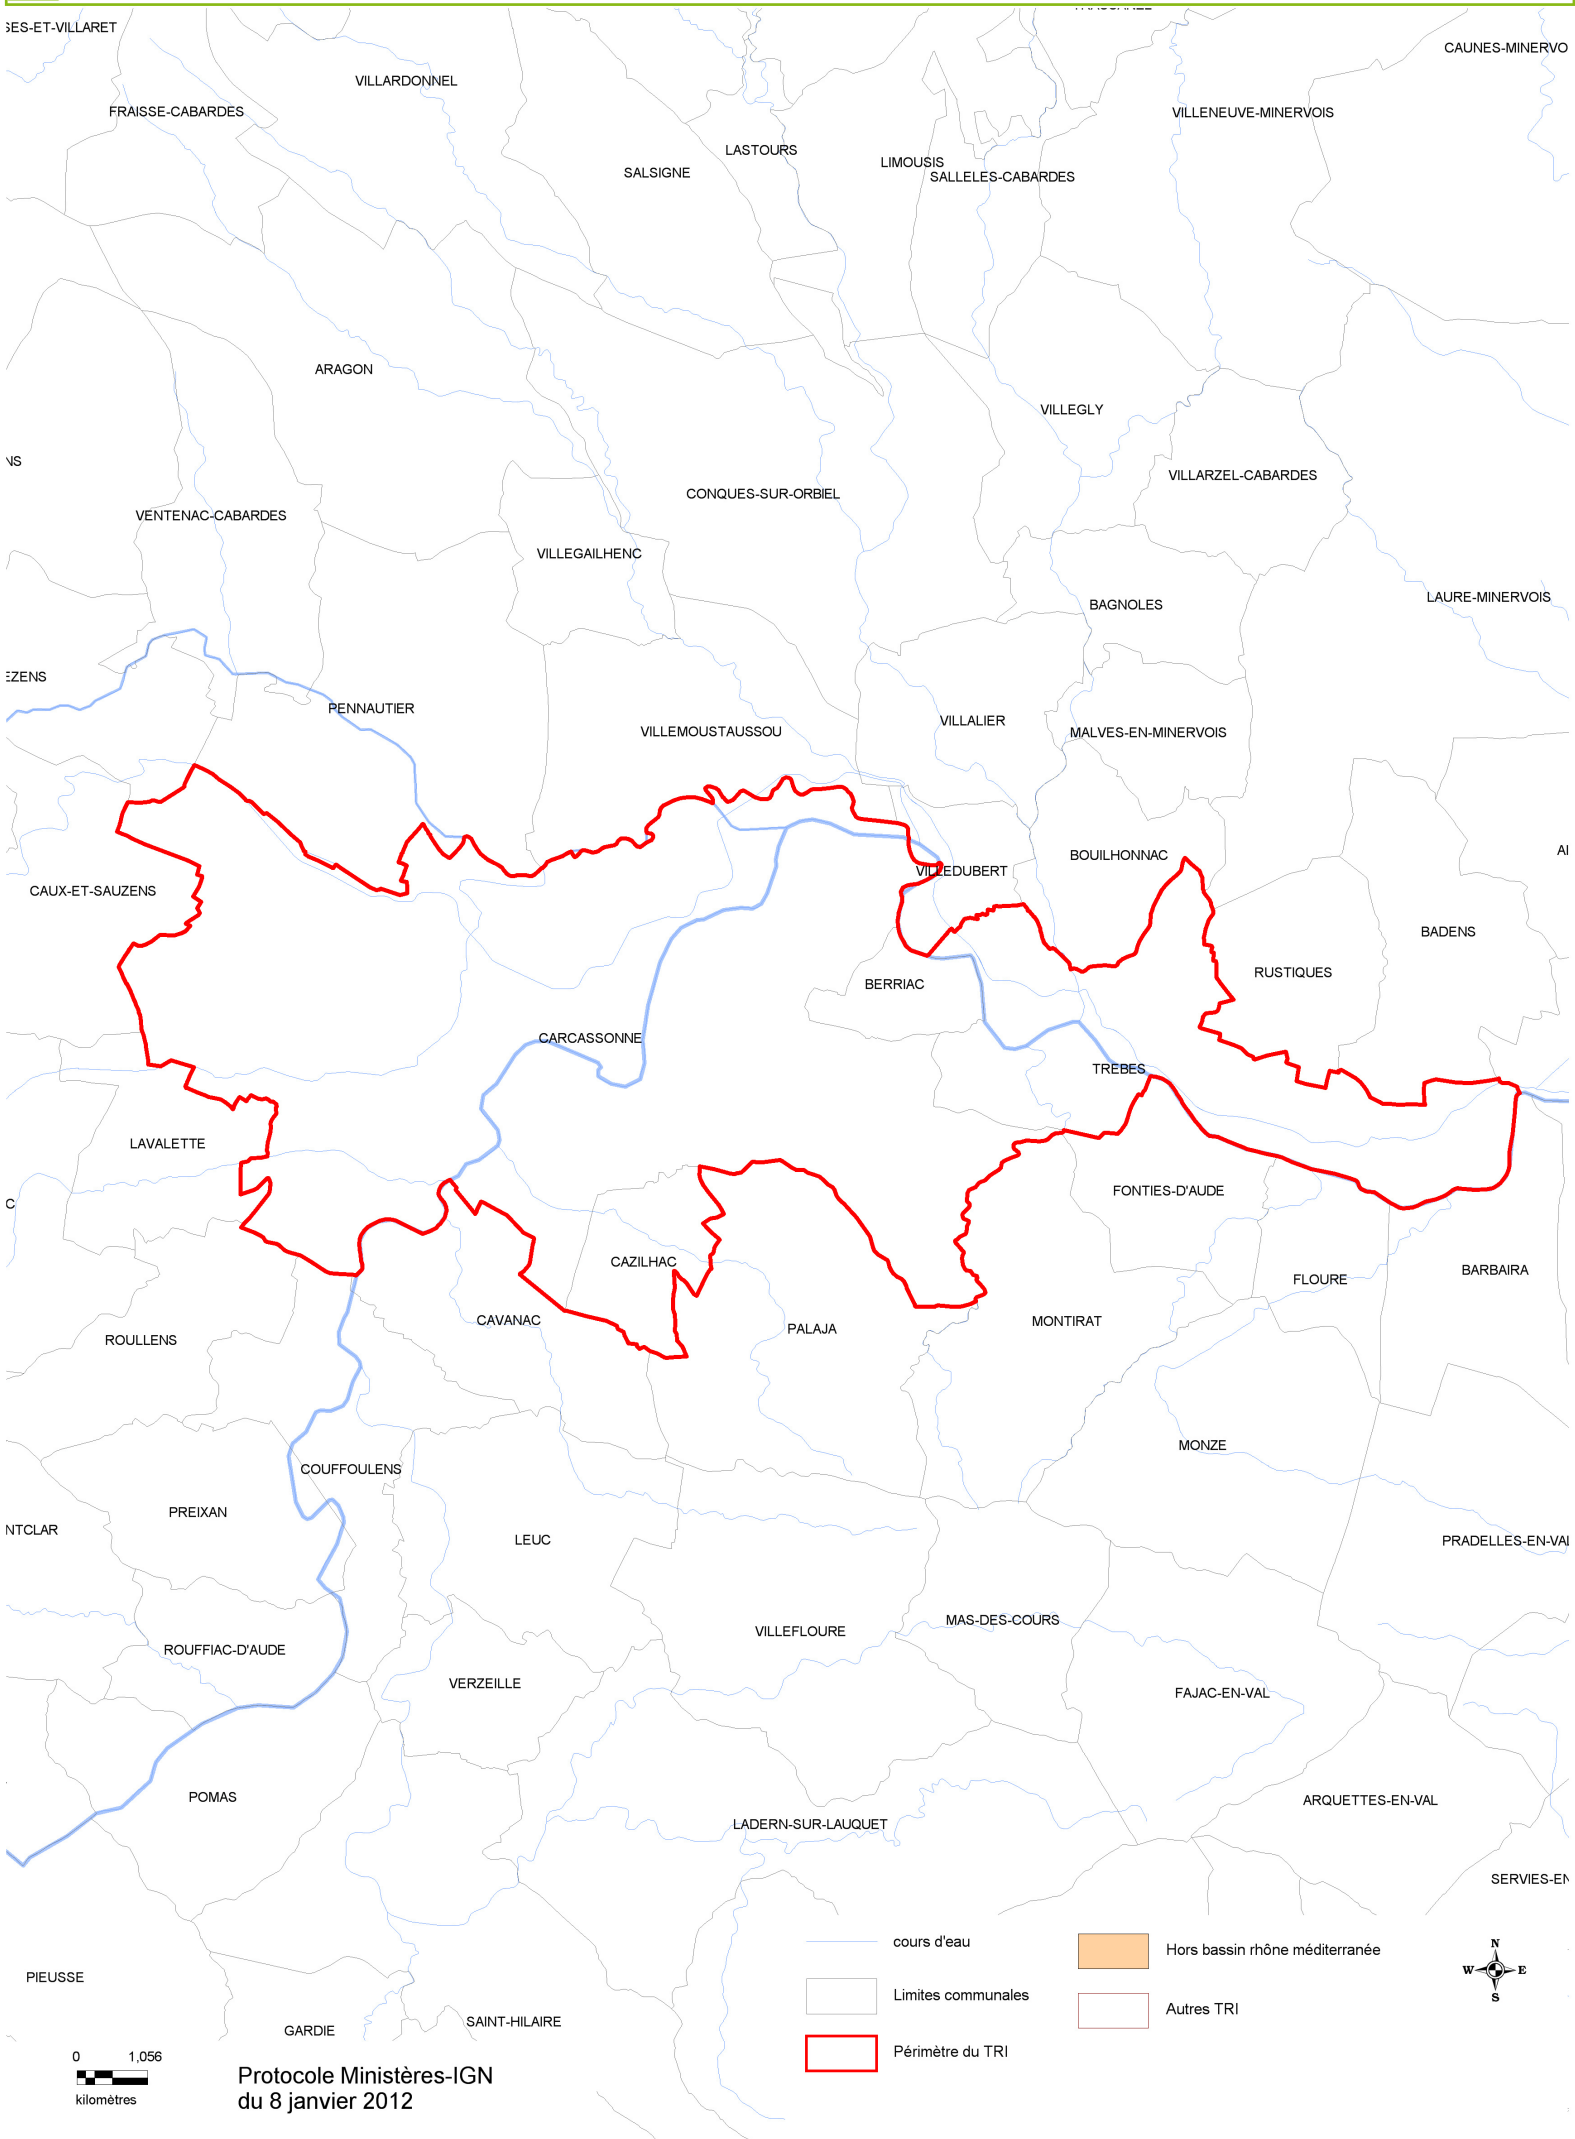 VILLARDONNEL
FRAISSE-CABARDES
VILLENEUVE-MINERVOIS
LASTOURS
LIMOUSIS
SALSIGNE
SALLELES-CABARDES
ARAGON
VILLEGLY
VILLARZEL-CABARDES
CONQUES-SUR-ORBIEL
VENTENAC-CABARDES
VILLEGAILHENC
LAURE-MINERVOIS
BAGNOLES
PENNAUTIER
VILLALIER
VILLEMOUSTAUSSOU
MALVES-EN-MINERVOIS
BOUILHONNAC
VILLEDUBERT
CAUX-ET-SAUZENS
BADENS
RUSTIQUES
BERRIAC
CARCASSONNE
TREBES
LAVALETTE
FONTIES-D'AUDE
CAZILHAC
BARBAIRA
FLOURE
CAVANAC
MONTIRAT
PALAJA
ROULLENS
MONZE
COUFFOULENS
PREIXAN
NTCLAR
LEUC
PRADELLES-EN-VAL
MAS-DES-COURS
VILLEFLOURE
ROUFFIAC-D'AUDE
VERZEILLE
FAJAC-EN-VAL
POMAS
ARQUETTES-EN-VAL
LADERN-SUR-LAUQUET
SERVIES-EN
PIEUSSE
GARDIE
SAINT-HILAIRE
SES-ET-VILLARET
CAUNES-MINERVO
NS
EZENS
C
cours d'eau
Limites communales
Périmètre du TRI
Hors bassin rhône méditerranée
Autres TRI
N
W E
S
0 1,056
kilomètres
Protocole Ministères-IGN
du 8 janvier 2012